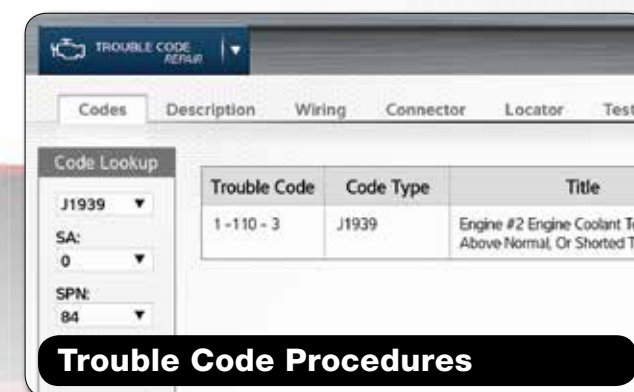 TROUBLE CODE
REPAIR
Codes Description Wiring Connector Locator Test
Code Lookup
J1939
SA:
0
SPN:
84
Trouble Code Code Type Title
1 -110 - 3 J1939 Engine #2 Engine Coolant
Above Normal, Or Shorted
Trouble Code Procedures